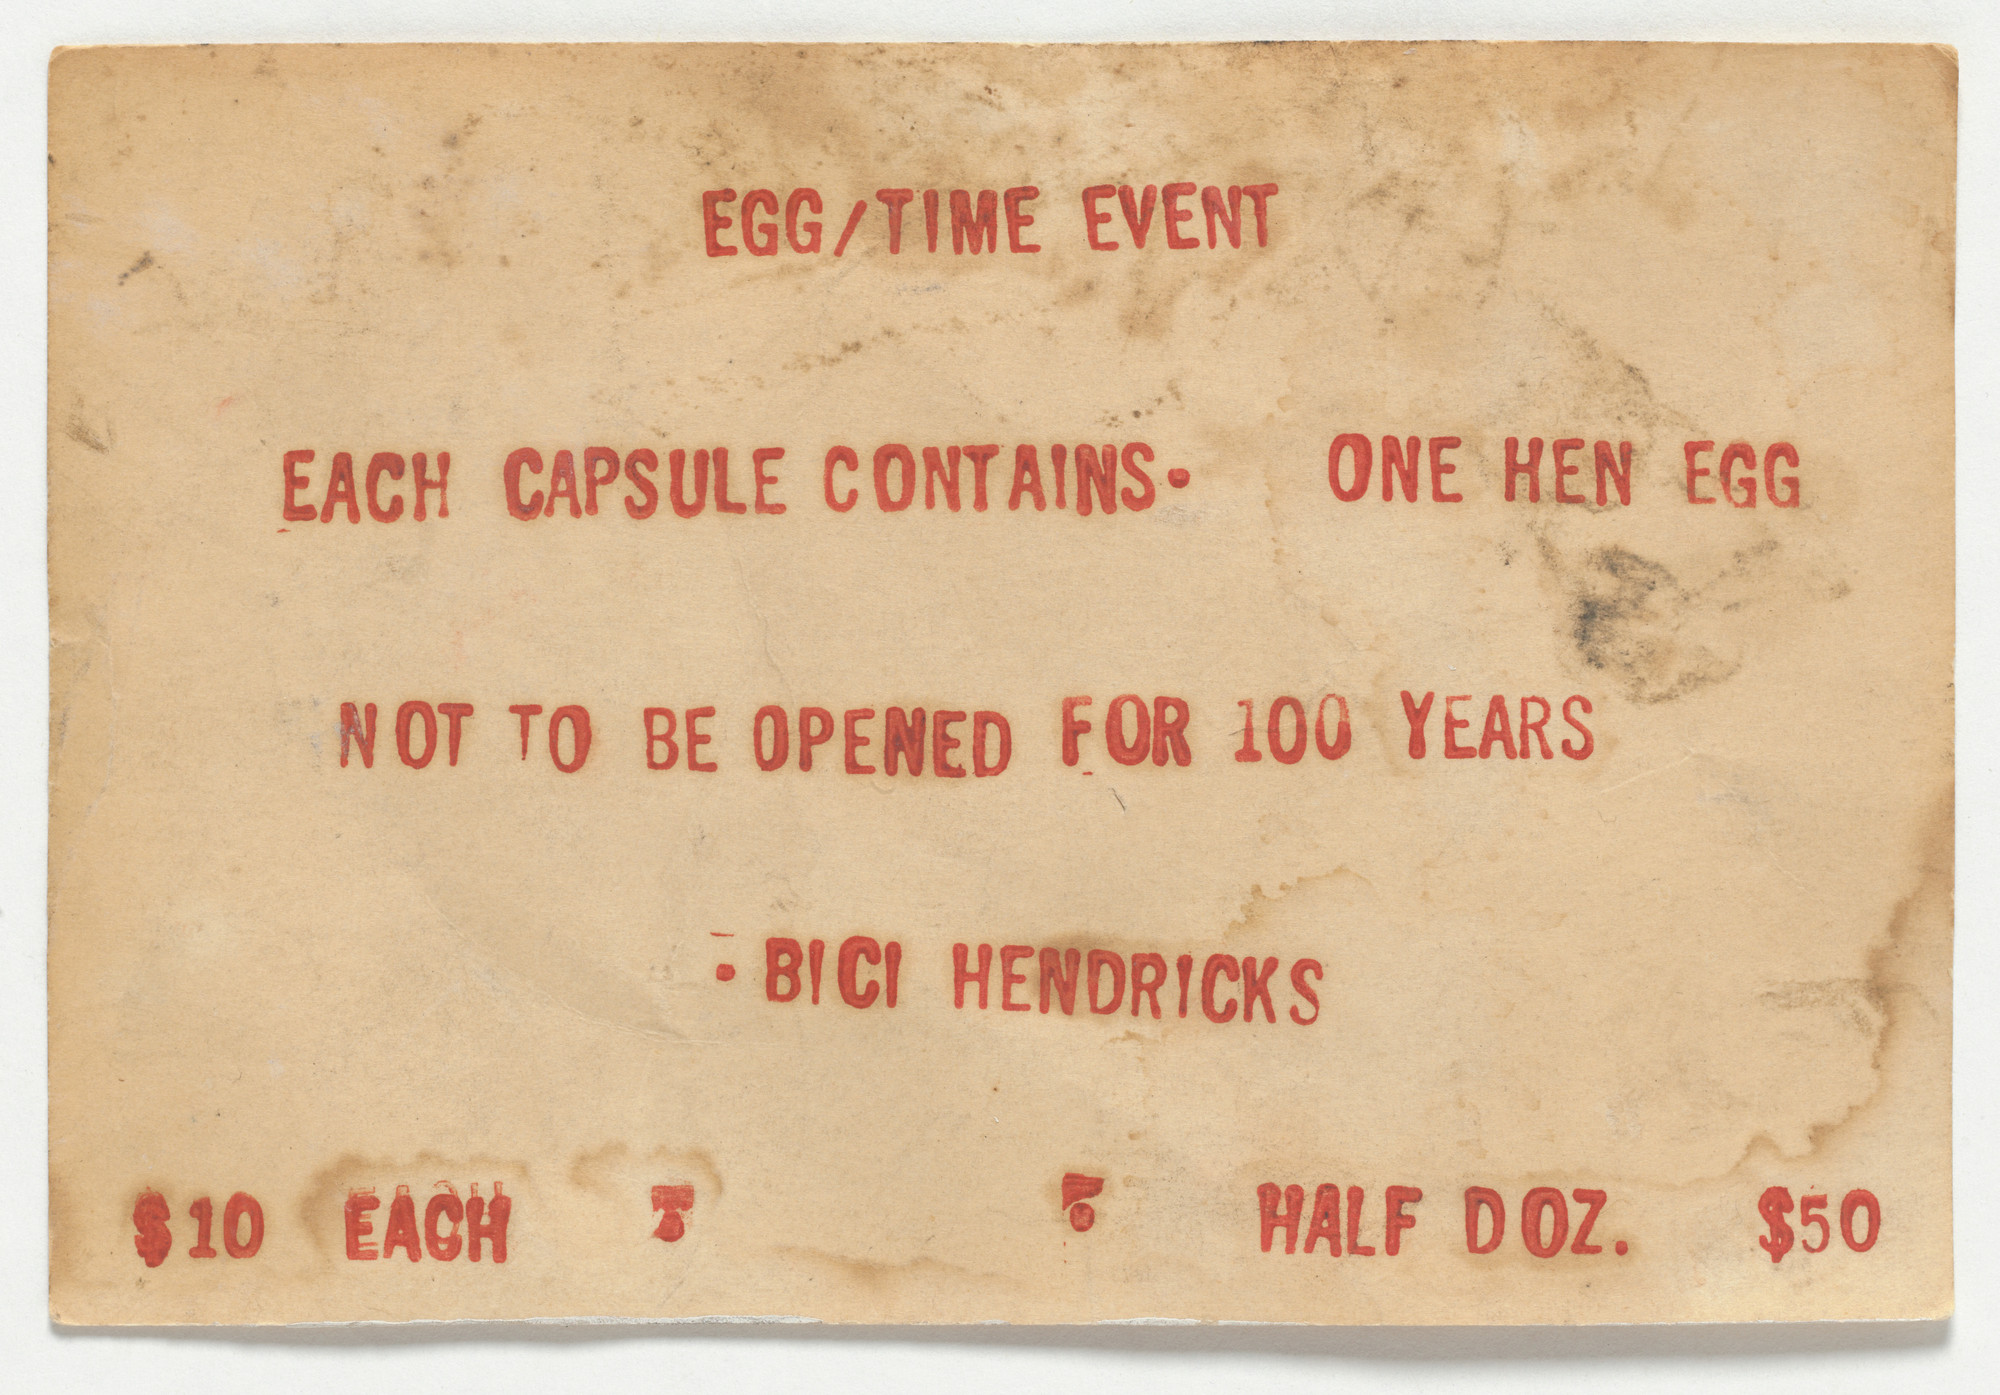 EGG/TIME EVENT
EACH CAPSULE CONTAINS• ONE HEN EGG
NOT TO BE OPENED FOR 100 YEARS
•BICI HENDRICKS
$10 EACH HALF DOZ. $50